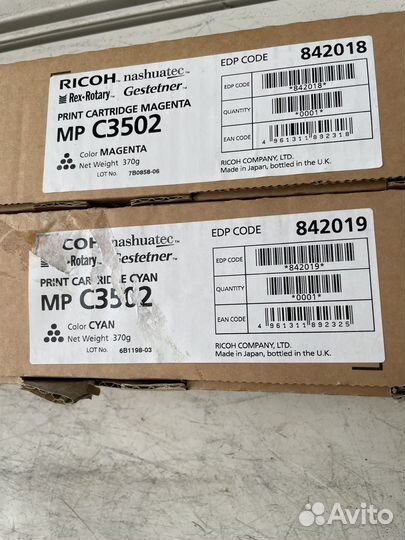 RICOH nashuatec
Rex·Rotary Gestetner
PRINT CARTRIDGE MAGENTA
MP C3502
Color MAGENTA
Net Weight 370g
LOT No. 7B0858-06
EDP CODE 842018
EDP CODE *842018*
QUANTITY *0001*
EAN CODE 4 961311 892318
RICOH COMPANY, LTD.
Made in Japan, bottled in the U.K.
COH nashuatec
-Rotary Gestetner
PRINT CARTRIDGE CYAN
MP C3502
Color CYAN
Net Weight 370g
LOT No. 6B1198-03
EDP CODE 842019
EDP CODE *842019*
QUANTITY *0001*
EAN CODE 4 961311 892325
RICOH COMPANY, LTD.
Made in Japan, bottled in the U.K.
Avito